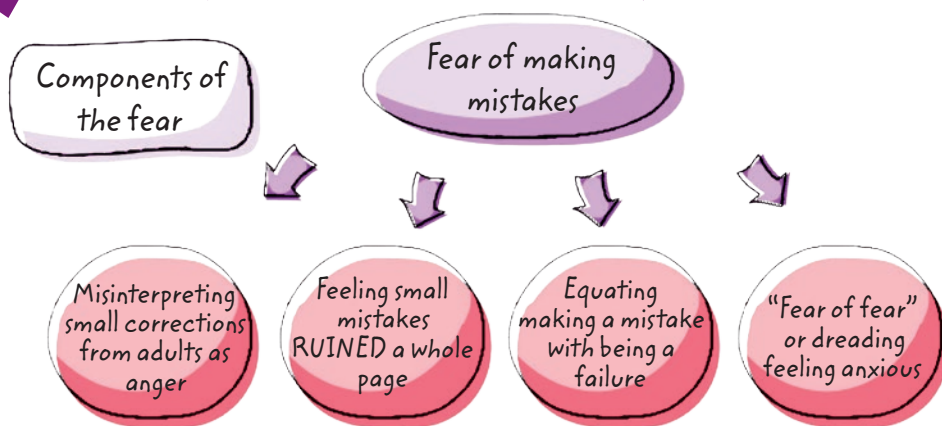 Components of
the fear
Fear of making
mistakes
Misinterpreting
small corrections
from adults as
anger
Feeling small
mistakes
RUINED a whole
page
Equating
making a mistake
with being a
failure
“Fear of fear”
or dreading
feeling anxious